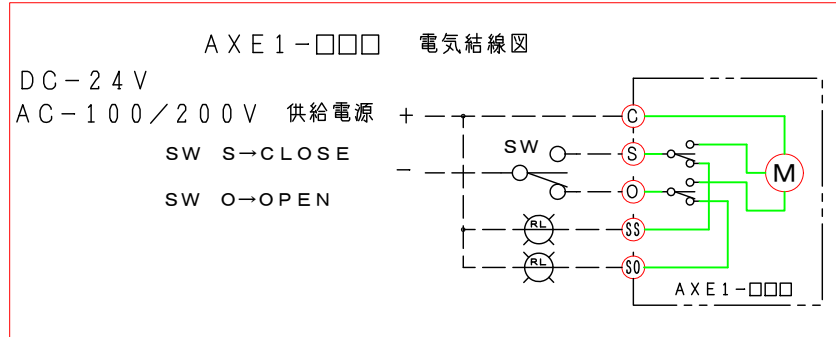 AXE1-□□□ 電気結線図
DC-24V
AC-100/200V 供給電源 +
C
SW S→CLOSE
SW
S
-
M
SW O→OPEN
O
RL
SS
RL
SO
AXE1-□□□